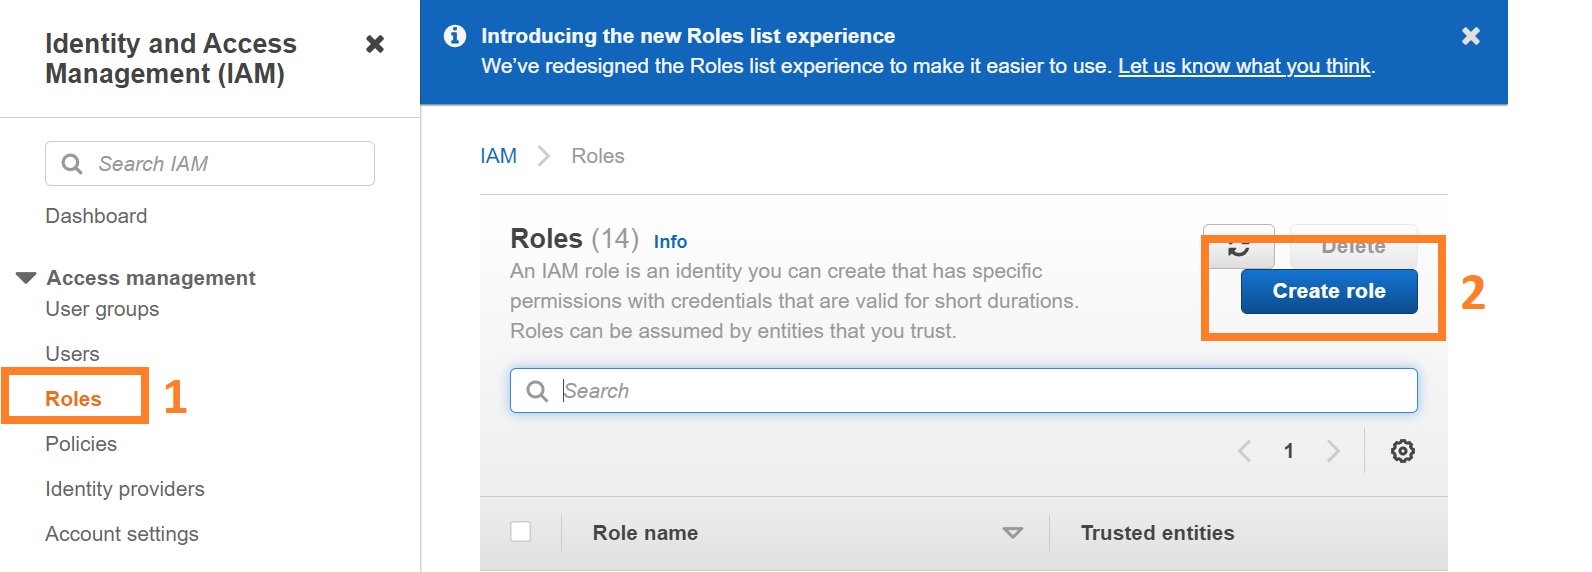 Identity and Access
Management (IAM)
Search IAM
Dashboard
Access management
User groups
Users
Roles
1
Policies
Identity providers
Account settings
Introducing the new Roles list experience
We've redesigned the Roles list experience to make it easier to use. Let us know what you think.
IAM
Roles
Roles (14) Info
An IAM role is an identity you can create that has specific
permissions with credentials that are valid for short durations.
Roles can be assumed by entities that you trust.
Delete
Create role
2
Search
1
Role name
Trusted entities